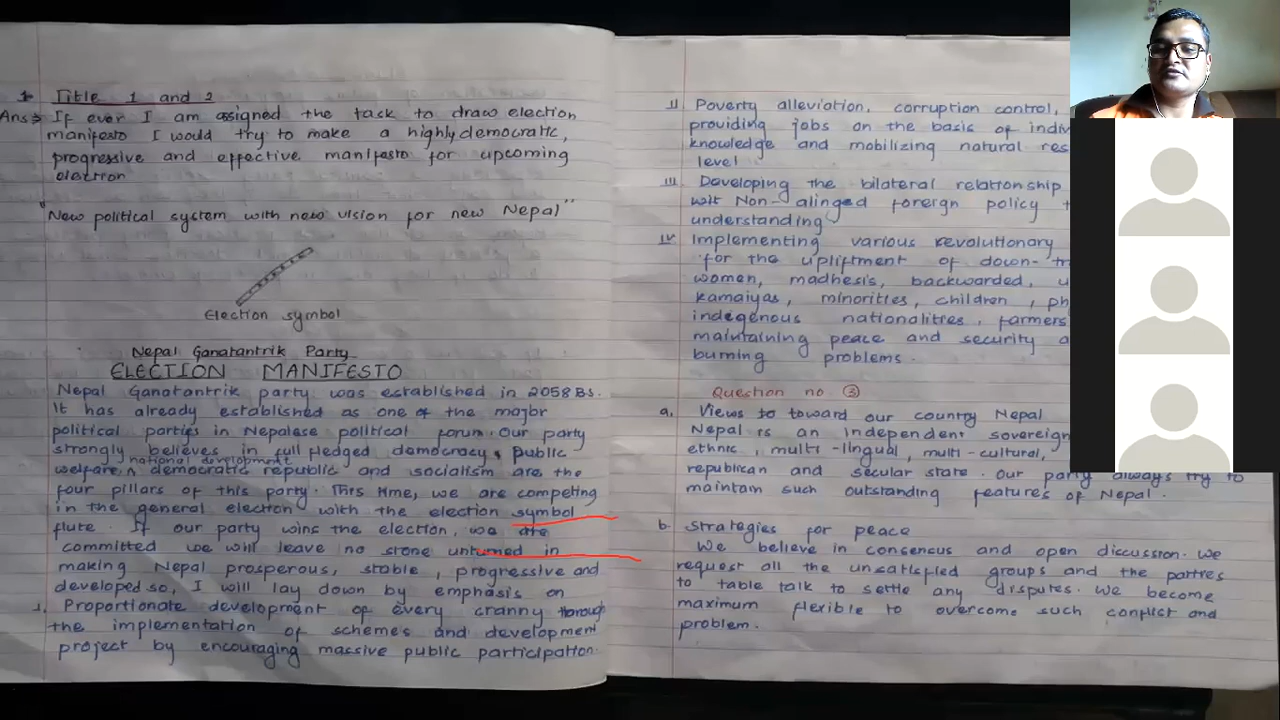 1. Title 1 and 2
Ans⇒ If ever I am assigned the task to draw election
manifesto I would try to make a highly democratic,
progressive and effective manifesto for upcoming
election
"New political system with new vision for new Nepal"
Election symbol
Nepal Ganatantrik Party
ELECTION MANIFESTO
Nepal Ganatantrik party was established in 2058 Bs.
It has already established as one of the major
political parties in Nepalese political forum. Our party
strongly believes in full fledged democracy, public
national development
welfare, democratic republic and socialism are the
four pillars of this party. This time, we are competing
in the general election with the election symbol
flute. If our party wins the election, we are
committed we will leave no stone unturned in
making Nepal prosperous, stable, progressive and
developed so, I will lay down by emphasis on
1. Proportionate development of every cranny thorough
the implementation of schemes and development
project by encouraging massive public participation.
II Poverty alleviation, corruption control,
providing jobs on the basis of indiv
knowledge and mobilizing natural res
level
III. Developing the bilateral relationship
wit Non-alinged foreign policy
understanding
IV. Implementing various revolutionary
for the upliftment of down-tr
women, madhesis, backwarded, u
kamaiyas, minorities, children, ph
indegenous nationalities, farmers
maintaining peace and security a
burning problems.
Question no 3
a. Views to toward our country Nepal
Nepal is an independent sovereign
ethnic, multi-lingual, multi-cultural,
republican and secular state. Our party always try to
maintain such outstanding features of Nepal.
b. Strategies for peace
We believe in consencus and open discussion. We
request all the unsatisfied groups and the parties
to table talk to settle any disputes. We become
maximum flexible to overcome such conflict and
problem.